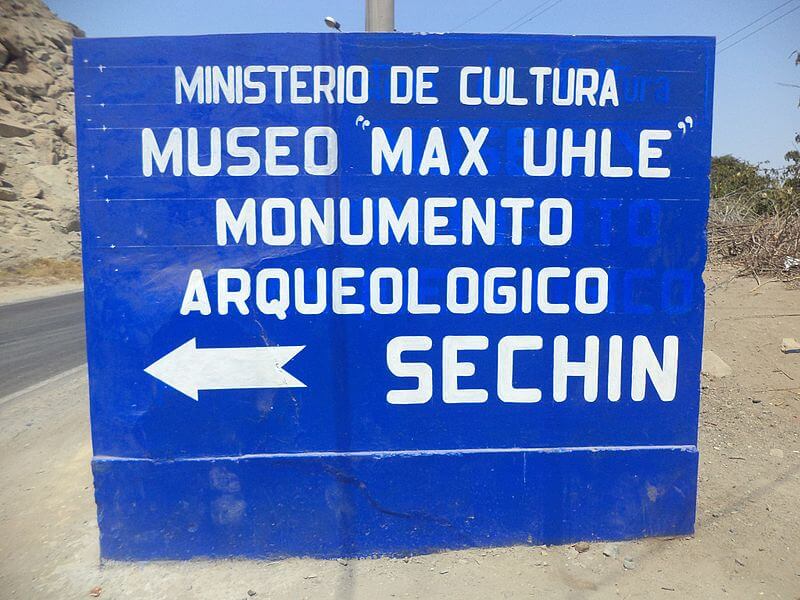 MINISTERIO DE CULTURA
MUSEO "MAX UHLE"
MONUMENTO
ARQUEOLOGICO
SECHIN